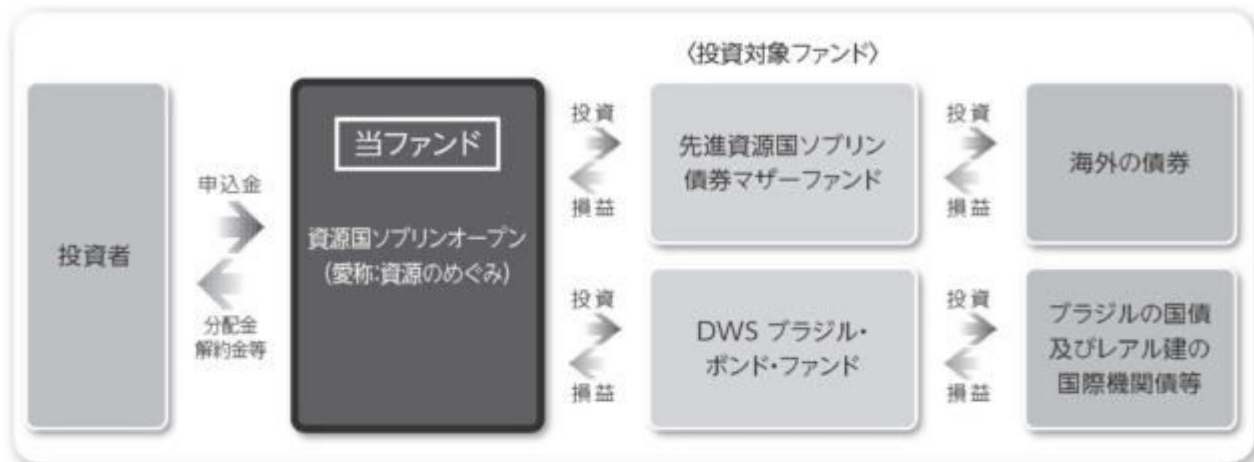 〈投資対象ファンド〉
投資者
申込金
分配金
解約金等
当ファンド
資源国ソブリンオープン
(愛称:資源のめぐみ)
投資
損益
先進資源国ソブリン
債券マザーファンド
投資
損益
海外の債券
投資
損益
DWS ブラジル・
ボンド・ファンド
投資
損益
ブラジルの国債
及びレアル建の
国際機関債等